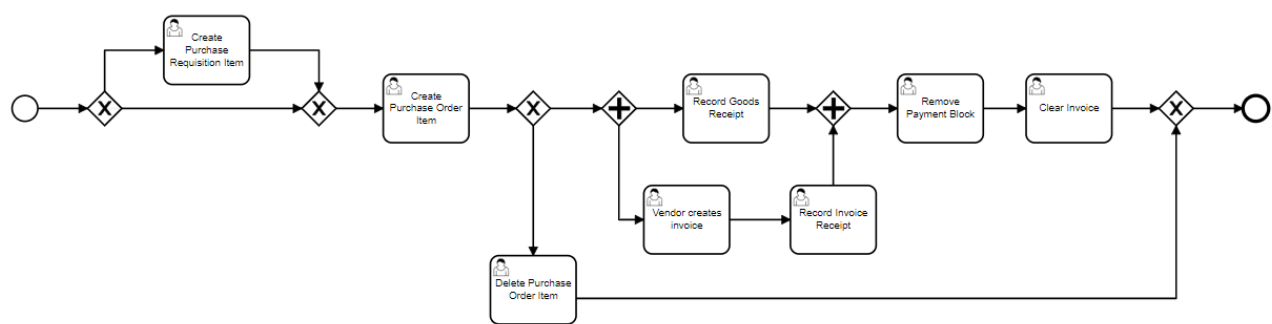 Create
Purchase
Requisition Item
Create
Purchase Order
Item
Record Goods
Receipt
Remove
Payment Block
Clear Invoice
Vendor creates
invoice
Record Invoice
Receipt
Delete Purchase
Order Item